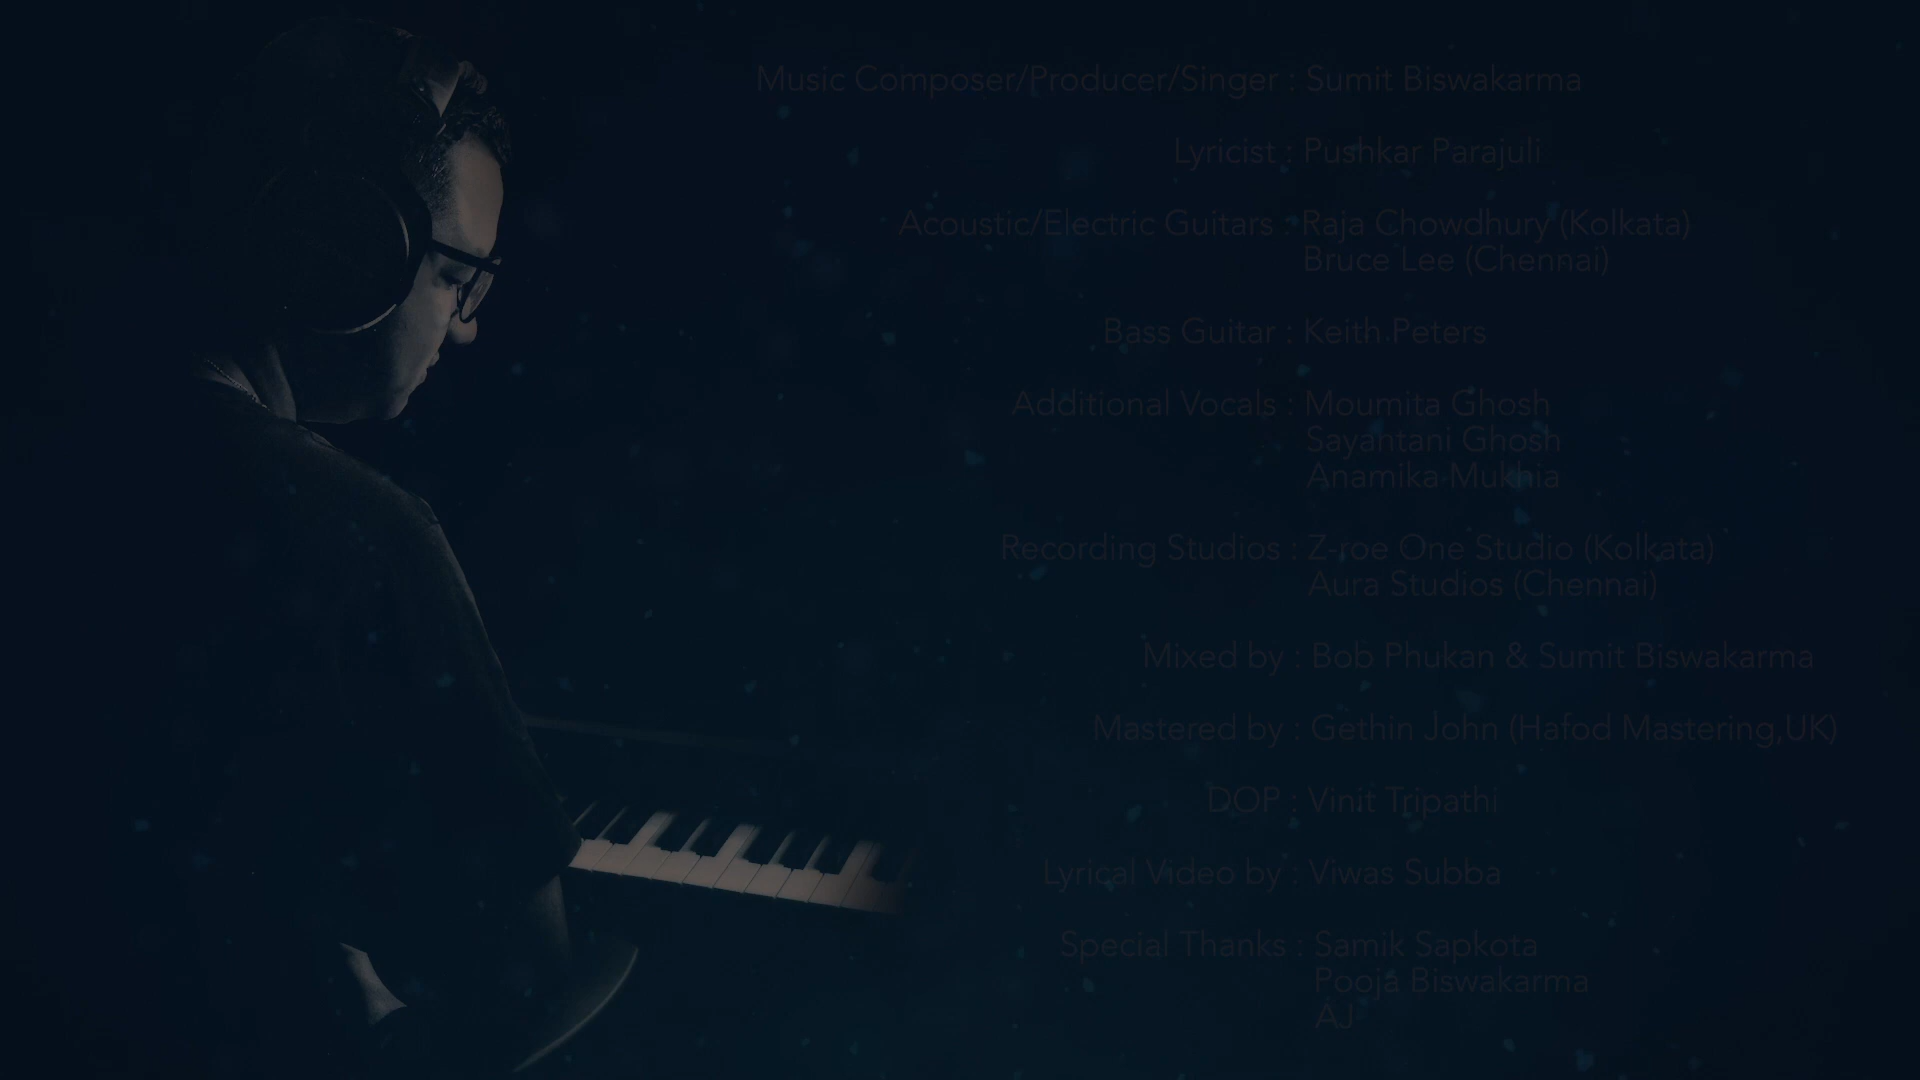 Music Composer/Producer/Singer : Sumit Biswakarma
Lyricist : Pushkar Parajuli
Acoustic/Electric Guitars : Raja Chowdhury (Kolkata)
Bruce Lee (Chennai)
Bass Guitar : Keith Peters
Additional Vocals : Moumita Ghosh
Sayantani Ghosh
Anamika Mukhia
Recording Studios : Z-roe One Studio (Kolkata)
Aura Studios (Chennai)
Mixed by : Bob Phukan & Sumit Biswakarma
Mastered by : Gethin John (Hafod Mastering,UK)
DOP : Vinit Tripathi
Lyrical Video by : Viwas Subba
Special Thanks : Samik Sapkota
Pooja Biswakarma
AJ